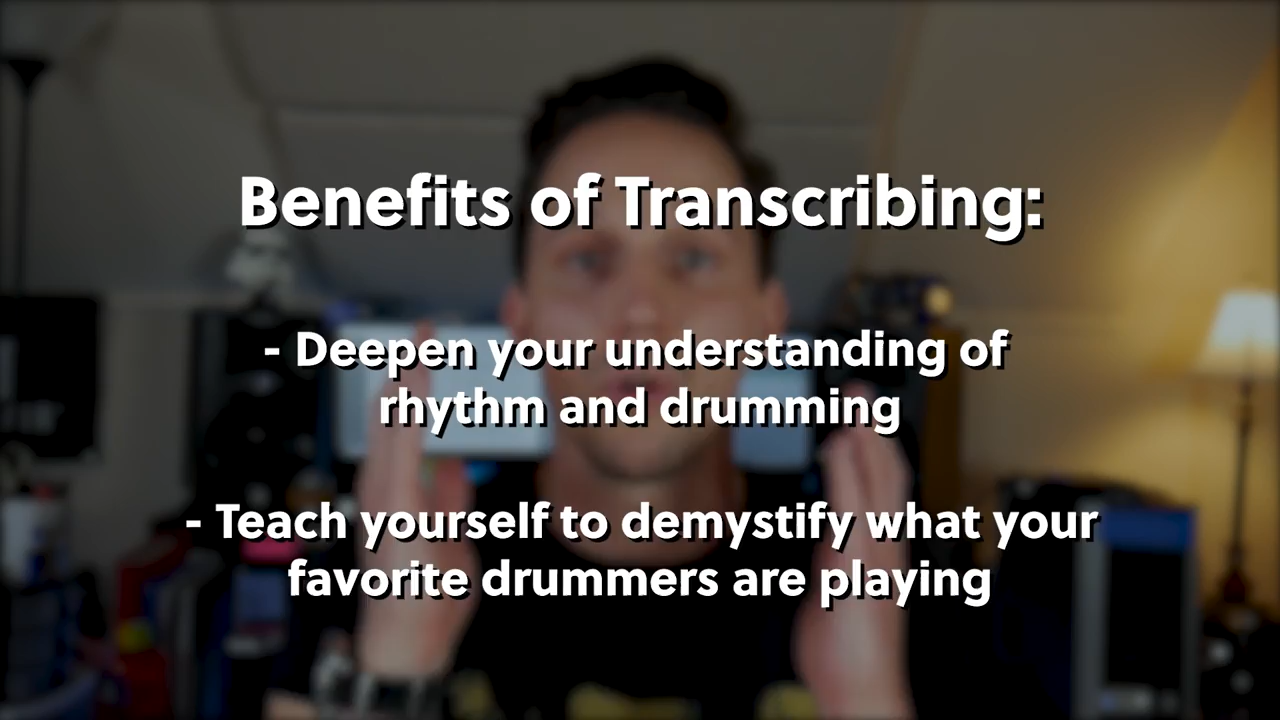 Benefits of Transcribing:
- Deepen your understanding of
rhythm and drumming
- Teach yourself to demystify what your
favorite drummers are playing